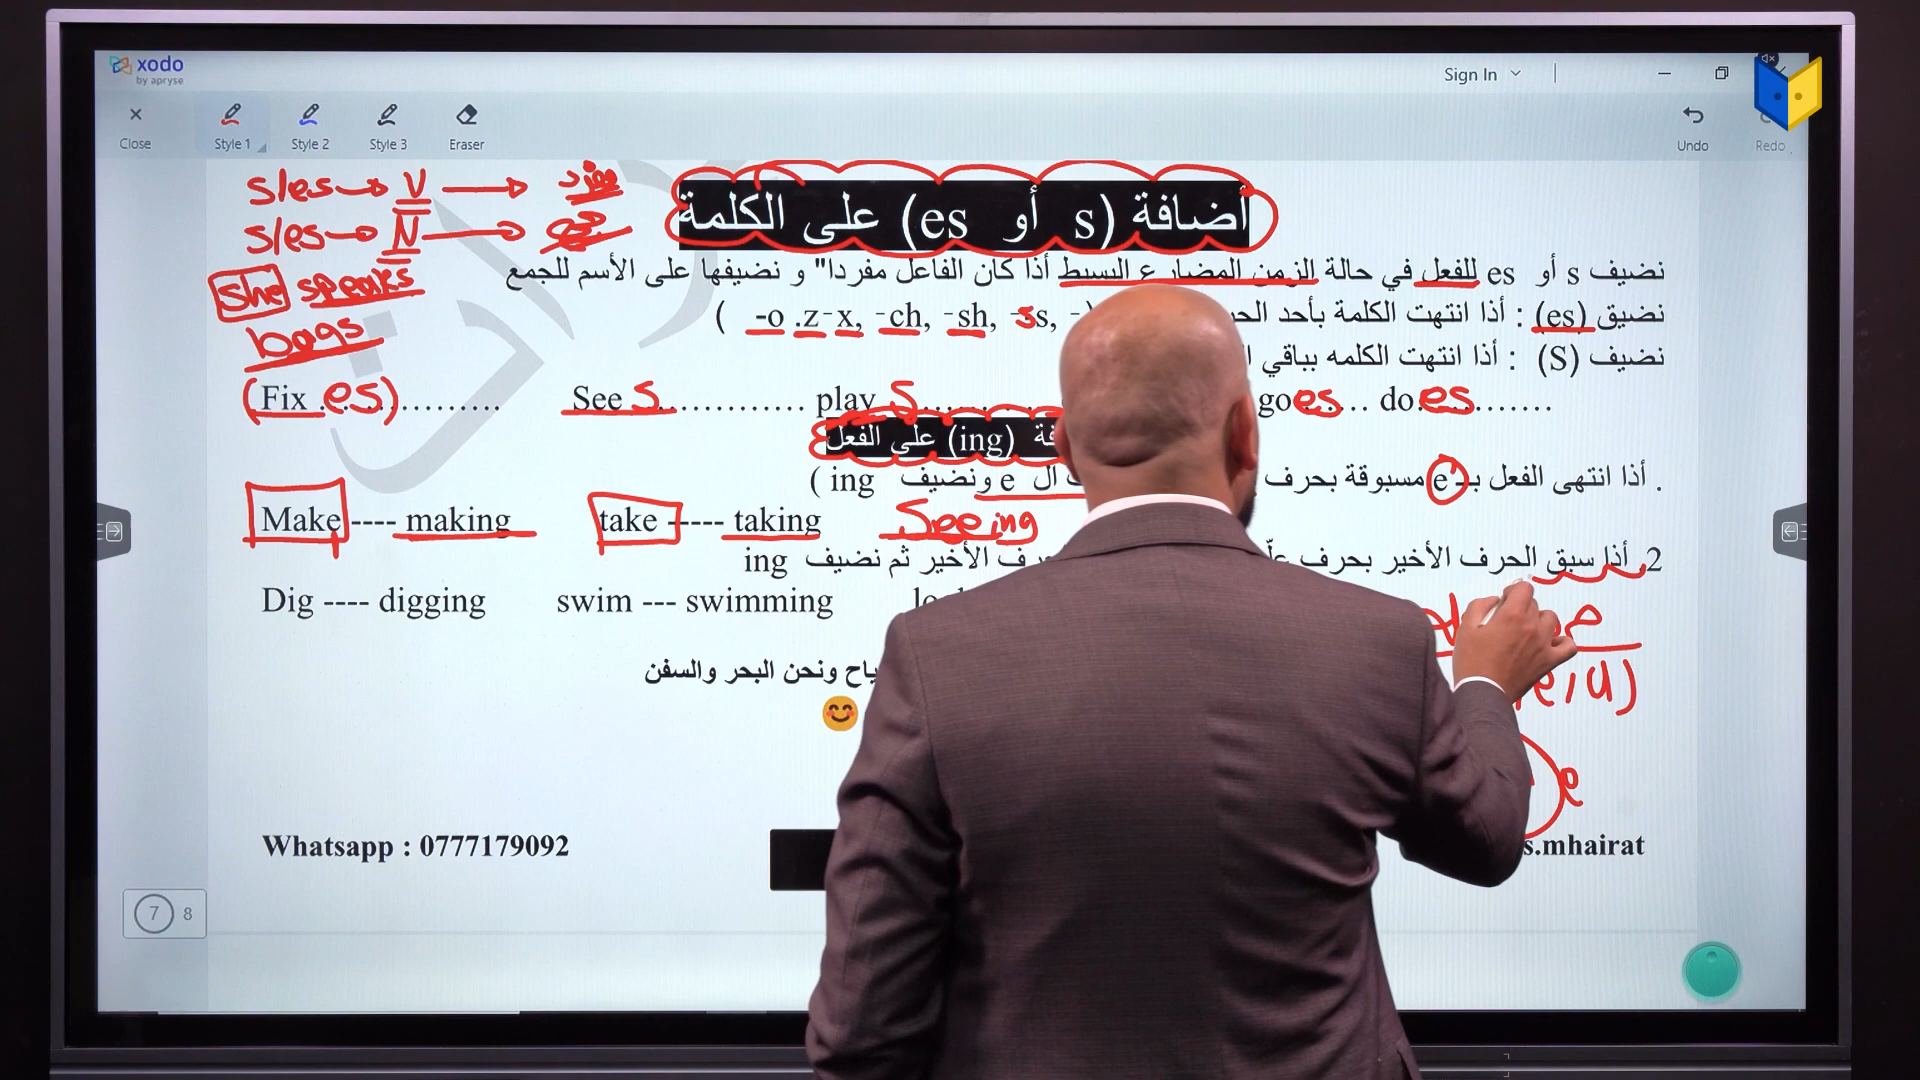 xodo
by apryse
Sign In
Close
Style 1
Style 2
Style 3
Eraser
Undo
Redo
s/es → V → مفرد
s/es → N →
أضافة (s أو es) على الكلمة
نضيف s أو es للفعل في حالة الزمن المضارع البسيط أذا كان الفاعل مفردا" و نضيفها على الأسم للجمع
she speaks
نضيق (es) : أذا انتهت الكلمة بأحد الحر -s, -sh, -ch, -x, -z. -o )
bags
نضيف (S) : أذا انتهت الكلمه بباقي
(Fix es)
See s
play s
goes
does
(ing) على الفعل
. أذا انتهى الفعل بـ e مسبوقة بحرف ال e ونضيف ing )
Make ---- making
take ----- taking
Seeing
2. أذا سبق الحرف الأخير بحرف الأخير ثم نضيف ing
Dig ---- digging
swim --- swimming
e, u)
ونحن البحر والسفن
e
Whatsapp : 0777179092
s.mhairat
7 8